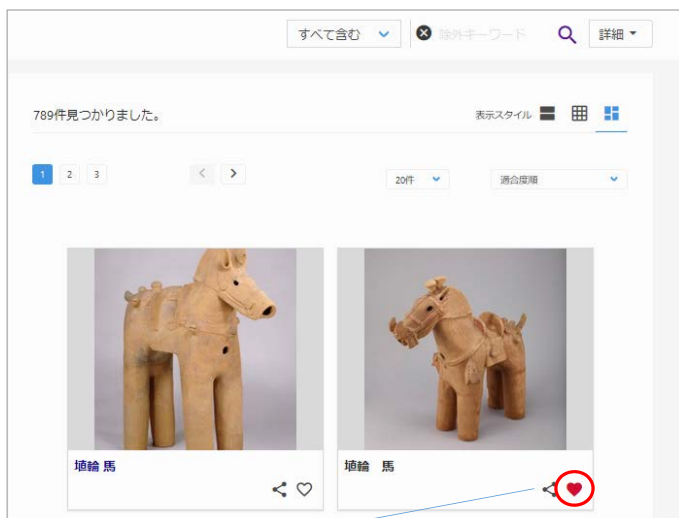 すべて含む
除外キーワード
詳細
789件見つかりました。
表示スタイル
1 2 3
20件
適合度順
埴輪 馬
埴輪 馬